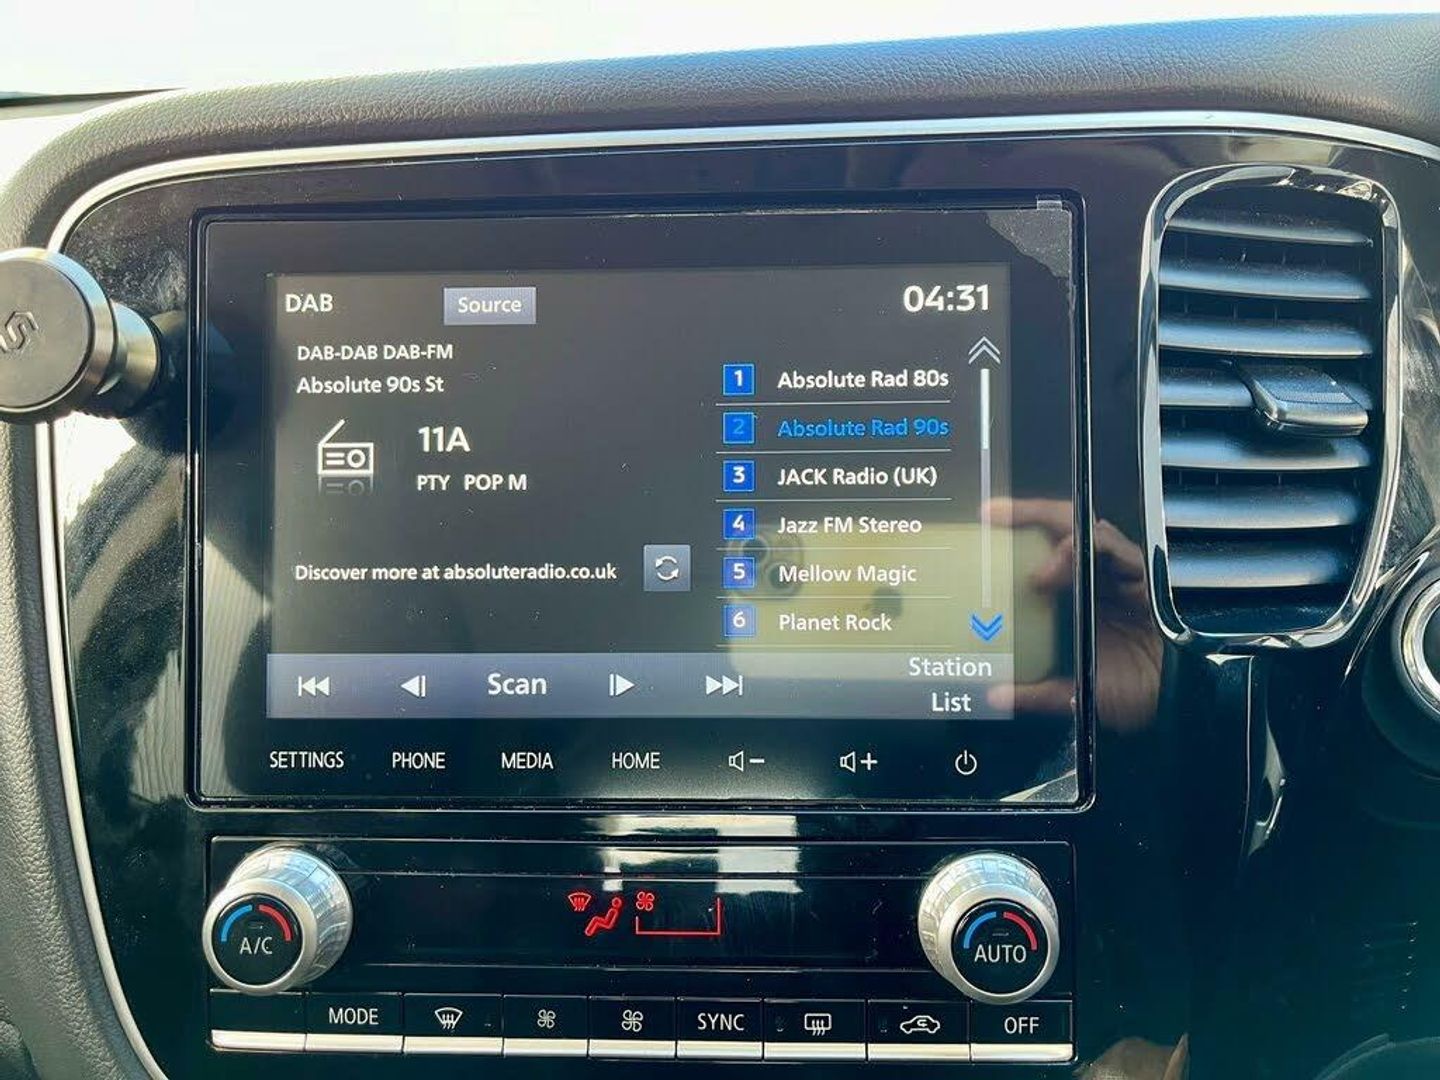 DAB
Source
04:31
DAB-DAB DAB-FM
Absolute 90s St
11A
PTY POP M
Discover more at absoluteradio.co.uk
1 Absolute Rad 80s
2 Absolute Rad 90s
3 JACK Radio (UK)
4 Jazz FM Stereo
5 Mellow Magic
6 Planet Rock
Scan
Station
List
SETTINGS
PHONE
MEDIA
HOME
A/C
AUTO
MODE
SYNC
OFF